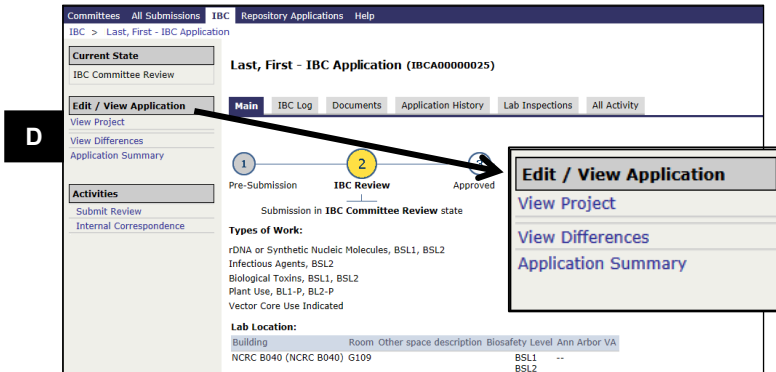 Committees All Submissions IBC Repository Applications Help
IBC > Last, First - IBC Application
Current State
IBC Committee Review
Last, First - IBC Application (IBCA00000025)
Edit / View Application
View Project
View Differences
Application Summary
Main IBC Log Documents Application History Lab Inspections All Activity
D
1 2 3
Pre-Submission IBC Review Approved
Submission in IBC Committee Review state
Edit / View Application
View Project
View Differences
Application Summary
Activities
Submit Review
Internal Correspondence
Types of Work:
rDNA or Synthetic Nucleic Molecules, BSL1, BSL2
Infectious Agents, BSL2
Biological Toxins, BSL1, BSL2
Plant Use, BL1-P, BL2-P
Vector Core Use Indicated
Lab Location:
Building Room Other space description Biosafety Level Ann Arbor VA
NCRC B040 (NCRC B040) G109 BSL1 --
BSL2